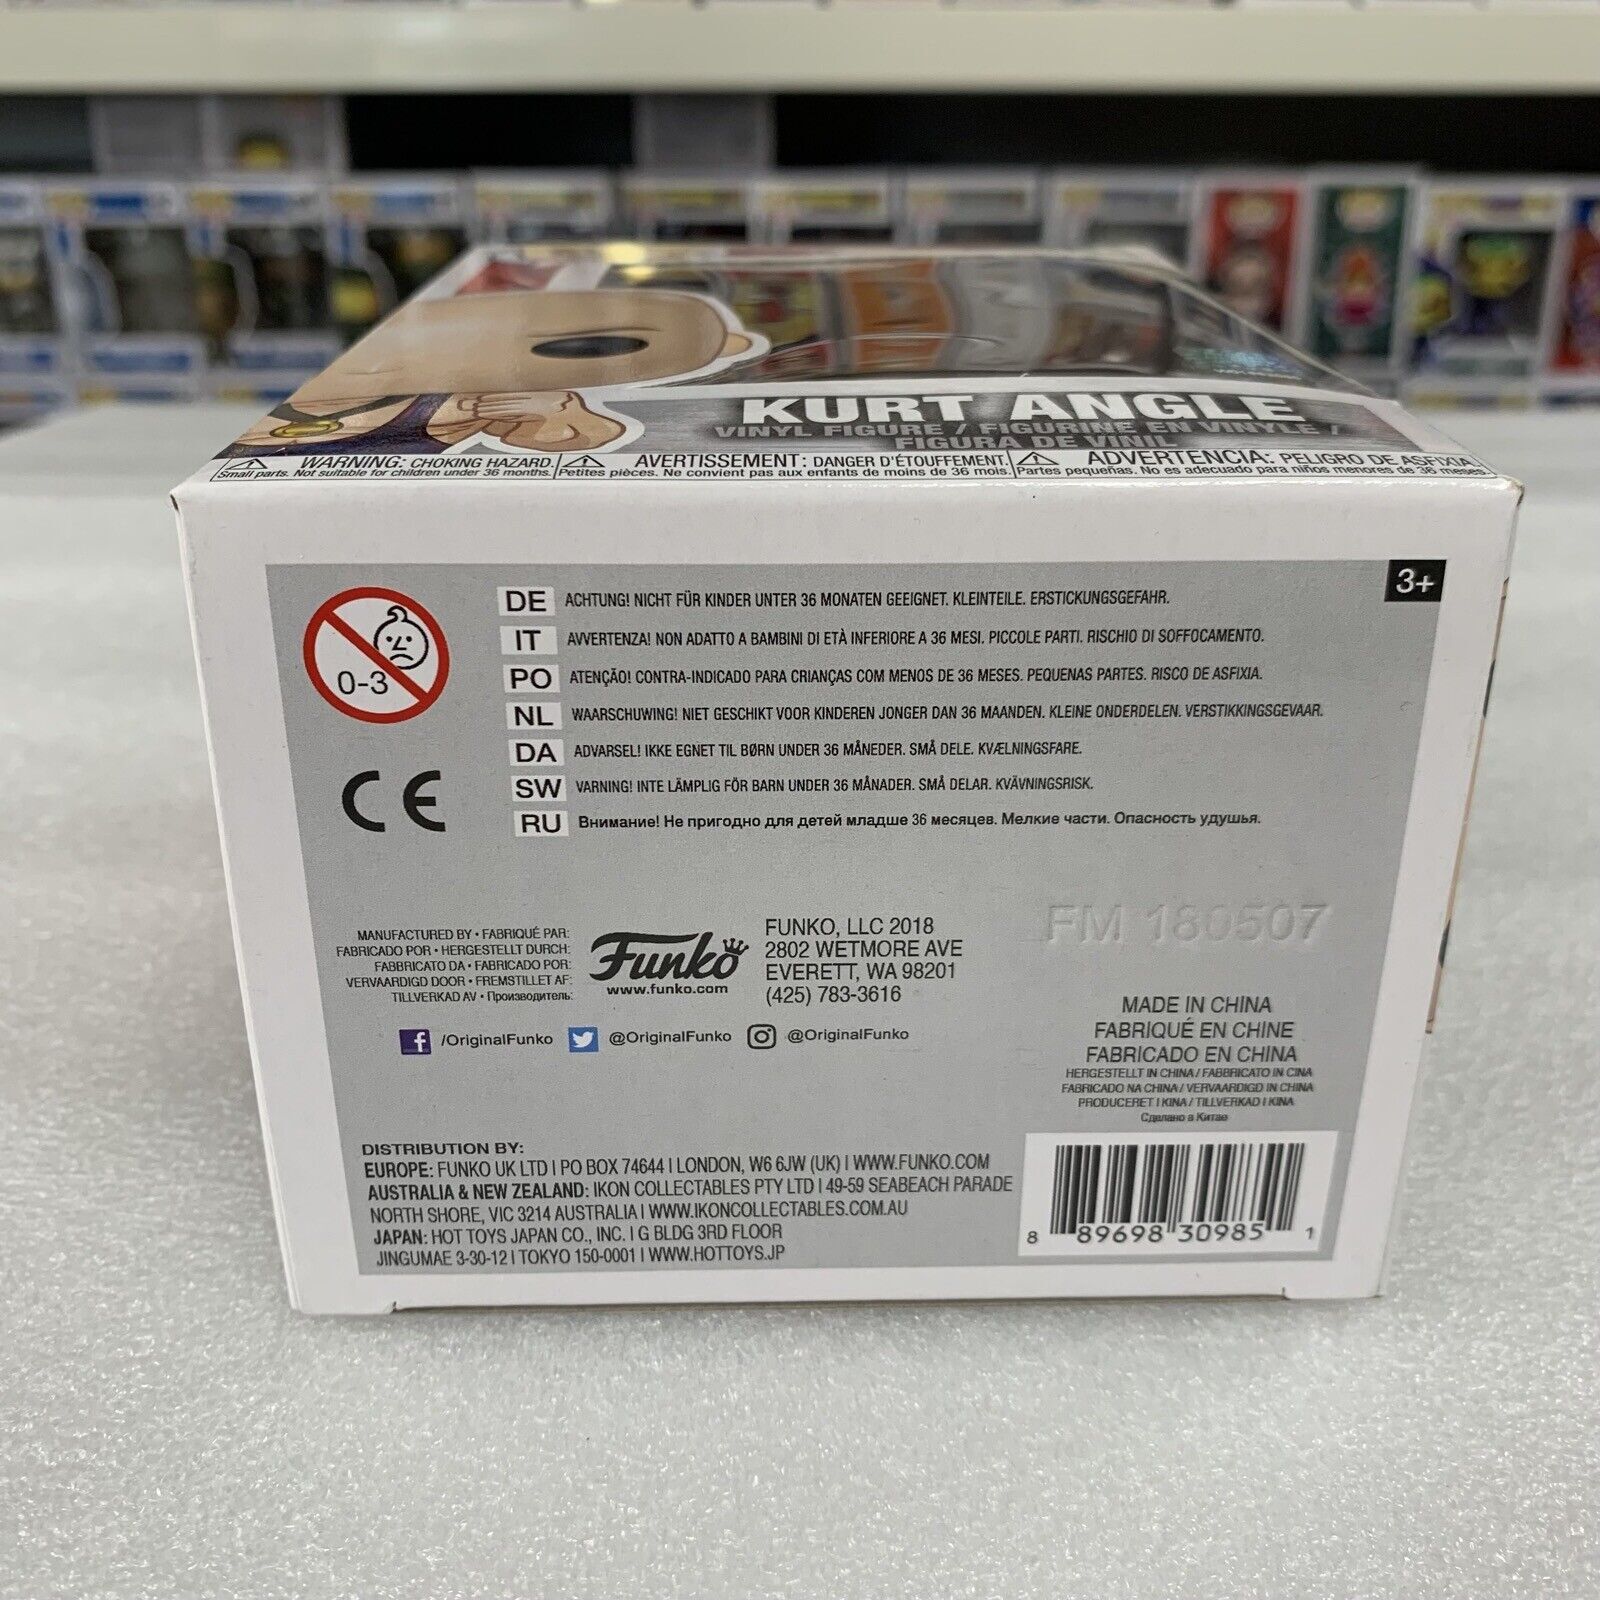 KURT ANGLE
VINYL FIGURE / FIGURINE EN VINYLE /
FIGURA DE VINIL
WARNING: CHOKING HAZARD.
Small parts. Not suitable for children under 36 months.
AVERTISSEMENT: DANGER D'ÉTOUFFEMENT.
Petites pièces. Ne convient pas aux enfants de moins de 36 mois.
ADVERTENCIA: PELIGRO DE ASFIXIA
Partes pequeñas. No es adecuado para niños menores de 36 meses.
3+
0-3
DE ACHTUNG! NICHT FÜR KINDER UNTER 36 MONATEN GEEIGNET. KLEINTEILE. ERSTICKUNGSGEFAHR.
IT AVVERTENZA! NON ADATTO A BAMBINI DI ETÀ INFERIORE A 36 MESI. PICCOLE PARTI. RISCHIO DI SOFFOCAMENTO.
PO ATENÇÃO! CONTRA-INDICADO PARA CRIANÇAS COM MENOS DE 36 MESES. PEQUENAS PARTES. RISCO DE ASFIXIA.
NL WAARSCHUWING! NIET GESCHIKT VOOR KINDEREN JONGER DAN 36 MAANDEN. KLEINE ONDERDELEN. VERSTIKKINGSGEVAAR.
DA ADVARSEL! IKKE EGNET TIL BØRN UNDER 36 MÅNEDER. SMÅ DELE. KVÆLNINGSFARE.
SW VARNING! INTE LÄMPLIG FÖR BARN UNDER 36 MÅNADER. SMÅ DELAR. KVÄVNINGSRISK.
RU Внимание! Не пригодно для детей младше 36 месяцев. Мелкие части. Опасность удушья.
CE
MANUFACTURED BY • FABRIQUÉ PAR:
FABRICADO POR • HERGESTELLT DURCH:
FABBRICATO DA • FABRICADO POR:
VERVAARDIGD DOOR • FREMSTILLET AF:
TILLVERKAD AV • Производитель:
Funko
www.funko.com
FUNKO, LLC 2018
2802 WETMORE AVE
EVERETT, WA 98201
(425) 783-3616
FM 180507
/OriginalFunko @OriginalFunko @OriginalFunko
MADE IN CHINA
FABRIQUÉ EN CHINE
FABRICADO EN CHINA
HERGESTELLT IN CHINA / FABBRICATO IN CINA
FABRICADO NA CHINA / VERVAARDIGD IN CHINA
PRODUCERET I KINA / TILLVERKAD I KINA
Сделано в Китае
DISTRIBUTION BY:
EUROPE: FUNKO UK LTD | PO BOX 74644 | LONDON, W6 6JW (UK) | WWW.FUNKO.COM
AUSTRALIA & NEW ZEALAND: IKON COLLECTABLES PTY LTD | 49-59 SEABEACH PARADE
NORTH SHORE, VIC 3214 AUSTRALIA | WWW.IKONCOLLECTABLES.COM.AU
JAPAN: HOT TOYS JAPAN CO., INC. | G BLDG 3RD FLOOR
JINGUMAE 3-30-12 | TOKYO 150-0001 | WWW.HOTTOYS.JP
8 89698 30985 1